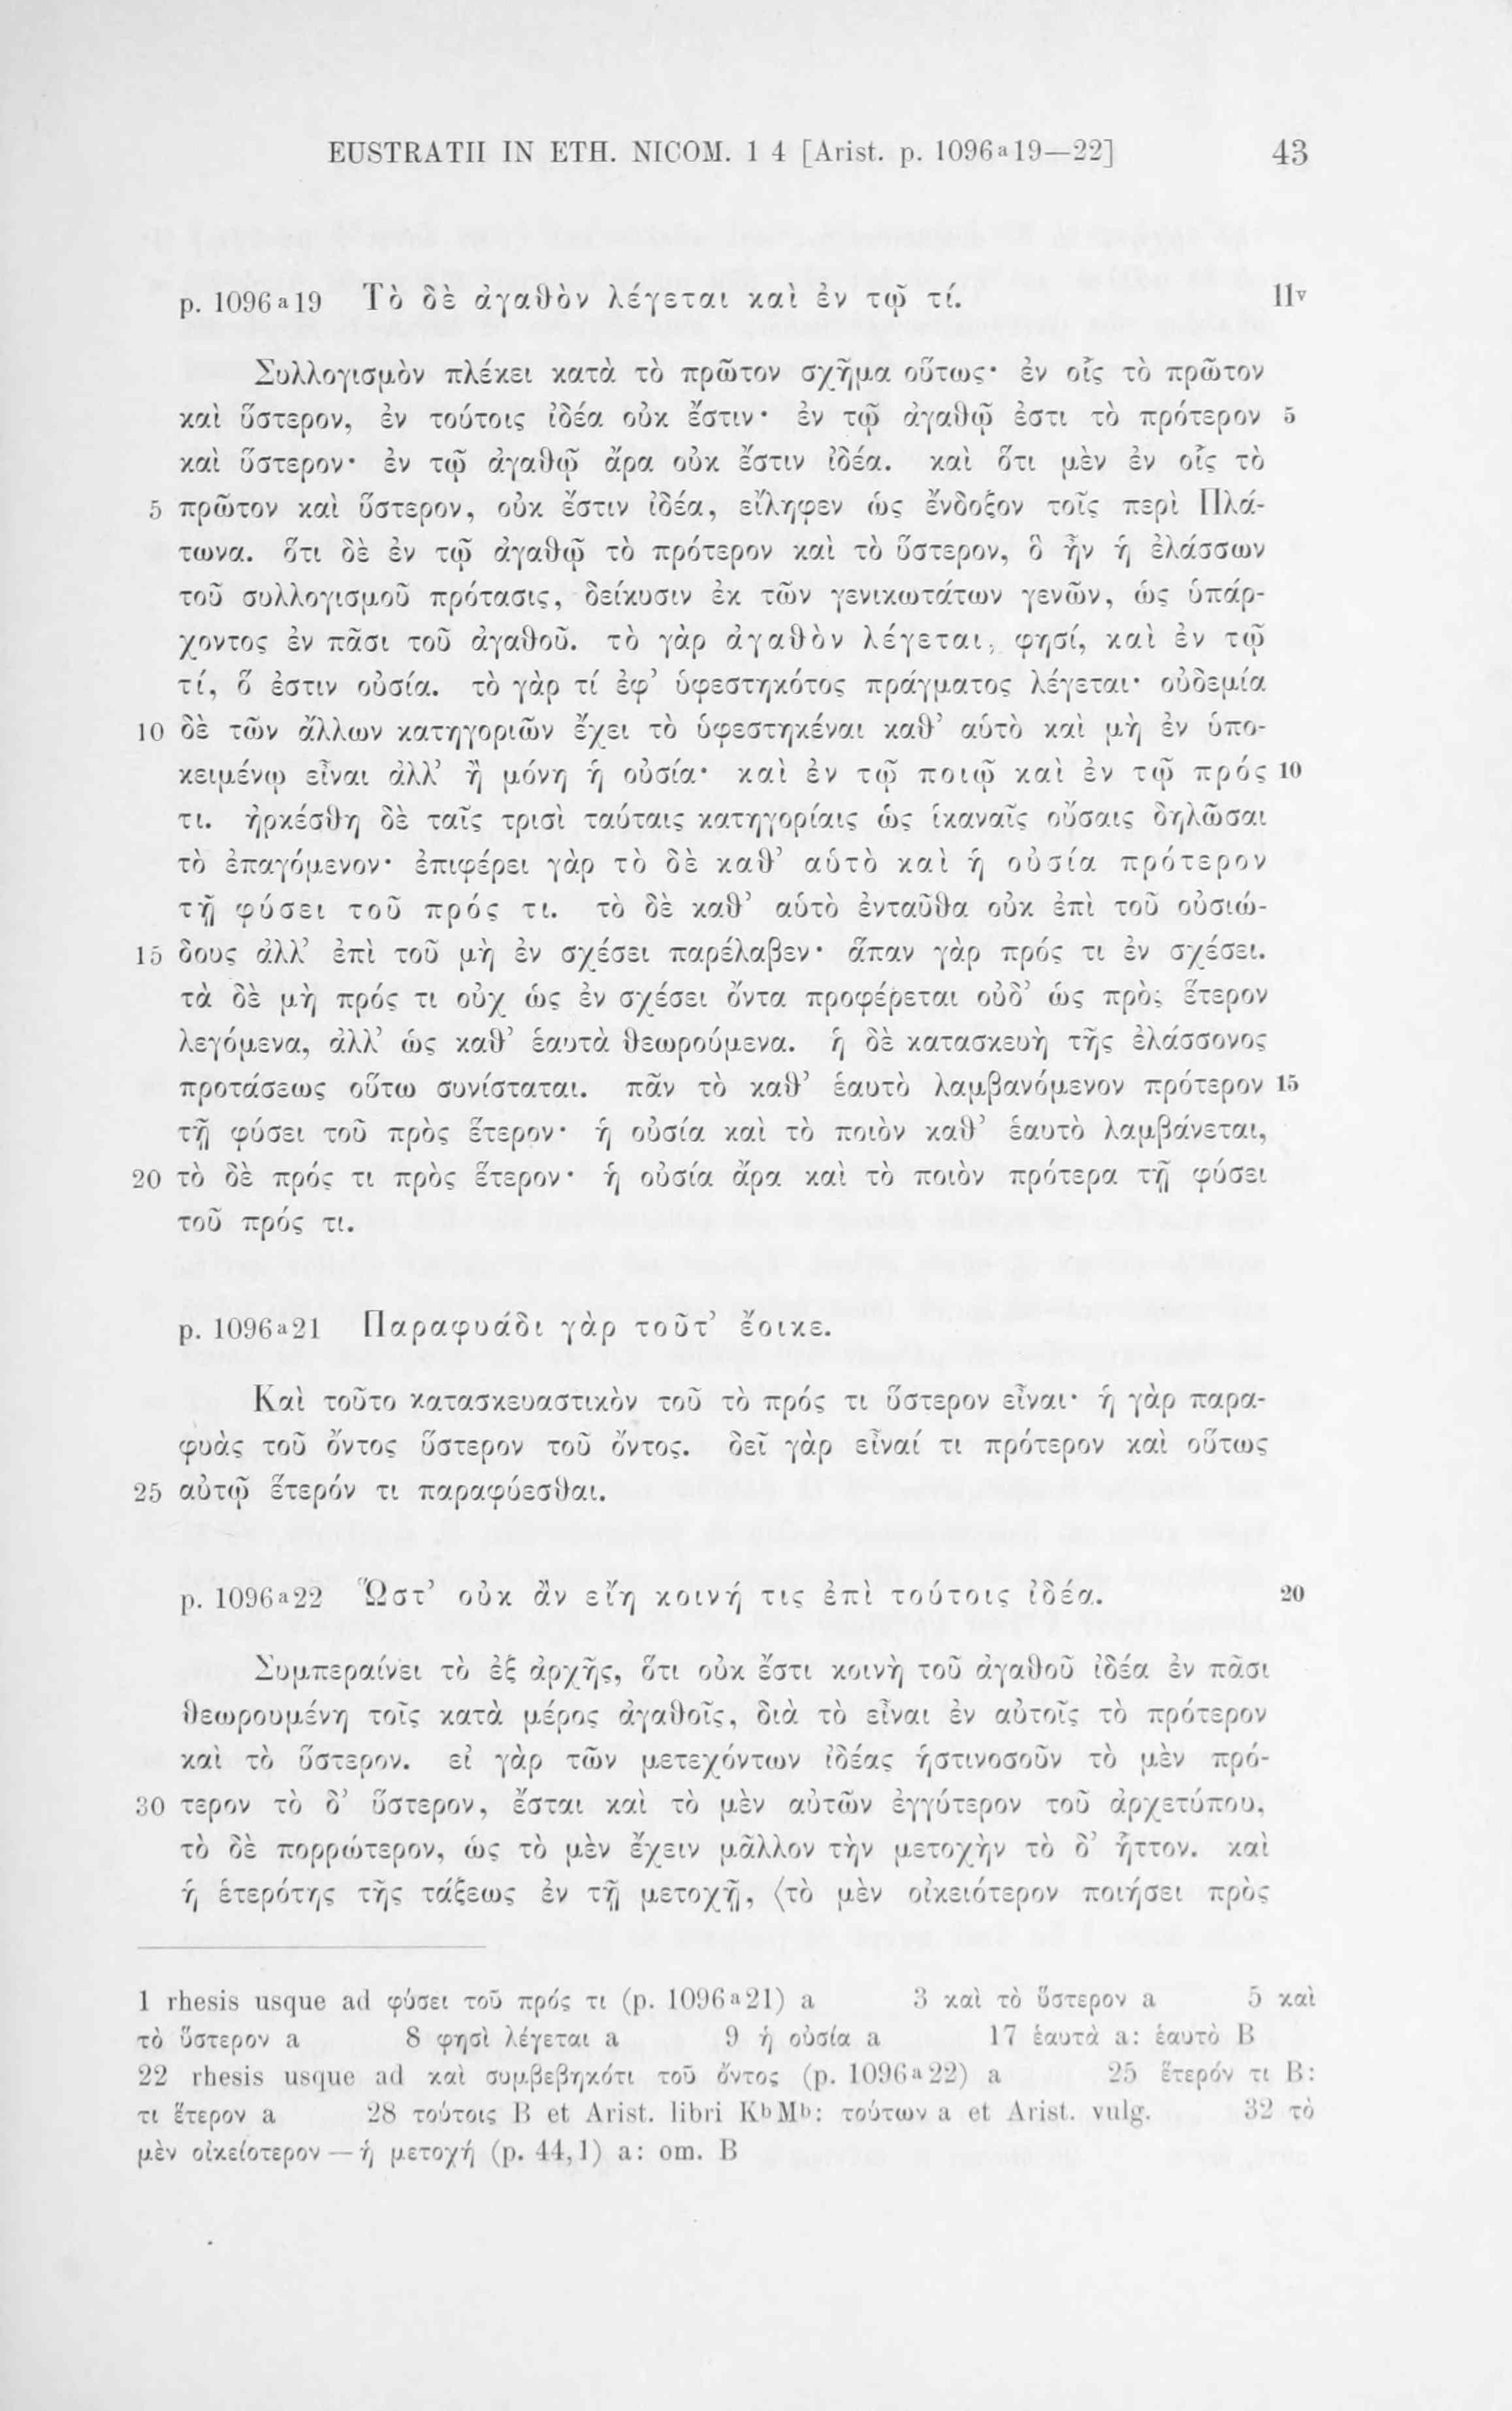 EUSTRATII IN ETH. NICOM. I 4 [Arist. p. 1096a19—22] 43
p. 1096a19 Τὸ δὲ ἀγαθὸν λέγεται καὶ ἐν τῷ τί. 11v
Συλλογισμὸν πλέκει κατὰ τὸ πρῶτον σχῆμα οὕτως· ἐν οἷς τὸ πρῶτον
καὶ ὕστερον, ἐν τούτοις ἰδέα οὐκ ἔστιν· ἐν τῷ ἀγαθῷ ἐστι τὸ πρότερον 5
καὶ ὕστερον· ἐν τῷ ἀγαθῷ ἄρα οὐκ ἔστιν ἰδέα. καὶ ὅτι μὲν ἐν οἷς τὸ
5 πρῶτον καὶ ὕστερον, οὐκ ἔστιν ἰδέα, εἴληφεν ὡς ἔνδοξον τοῖς περὶ Πλά-
τωνα. ὅτι δὲ ἐν τῷ ἀγαθῷ τὸ πρότερον καὶ τὸ ὕστερον, ὃ ἦν ἡ ἐλάσσων
τοῦ συλλογισμοῦ πρότασις, δείκυσιν ἐκ τῶν γενικωτάτων γενῶν, ὡς ὑπάρ-
χοντος ἐν πᾶσι τοῦ ἀγαθοῦ. τὸ γὰρ ἀγαθὸν λέγεται, φησί, καὶ ἐν τῷ
τί, ὅ ἐστιν οὐσία. τὸ γὰρ τί ἐφ’ ὑφεστηκότος πράγματος λέγεται· οὐδεμία
10 δὲ τῶν ἄλλων κατηγοριῶν ἔχει τὸ ὑφεστηκέναι καθ’ αὑτὸ καὶ μὴ ἐν ὑπο-
κειμένῳ εἶναι ἀλλ’ ἢ μόνη ἡ οὐσία· καὶ ἐν τῷ ποιῷ καὶ ἐν τῷ πρός 10
τι. ἠρκέσθη δὲ ταῖς τρισὶ ταύταις κατηγορίαις ὡς ἱκαναῖς οὔσαις δηλῶσαι
τὸ ἐπαγόμενον· ἐπιφέρει γὰρ τὸ δὲ καθ’ αὑτὸ καὶ ἡ οὐσία πρότερον
τῇ φύσει τοῦ πρός τι. τὸ δὲ καθ’ αὑτὸ ἐνταῦθα οὐκ ἐπὶ τοῦ οὐσιώ-
15 δους ἀλλ’ ἐπὶ τοῦ μὴ ἐν σχέσει παρέλαβεν· ἅπαν γὰρ πρός τι ἐν σχέσει.
τὰ δὲ μὴ πρός τι οὐχ ὡς ἐν σχέσει ὄντα προφέρεται οὐδ’ ὡς πρὸς ἕτερον
λεγόμενα, ἀλλ’ ὡς καθ’ ἑαυτὰ θεωρούμενα. ἡ δὲ κατασκευὴ τῆς ἐλάσσονος
προτάσεως οὕτω συνίσταται. πᾶν τὸ καθ’ ἑαυτὸ λαμβανόμενον πρότερον 15
τῇ φύσει τοῦ πρὸς ἕτερον· ἡ οὐσία καὶ τὸ ποιὸν καθ’ ἑαυτὸ λαμβάνεται,
20 τὸ δὲ πρός τι πρὸς ἕτερον· ἡ οὐσία ἄρα καὶ τὸ ποιὸν πρότερα τῇ φύσει
τοῦ πρός τι.
p. 1096a21 Παραφυάδι γὰρ τοῦτ’ ἔοικε.
Καὶ τοῦτο κατασκευαστικὸν τοῦ τὸ πρός τι ὕστερον εἶναι· ἡ γὰρ παρα-
φυὰς τοῦ ὄντος ὕστερον τοῦ ὄντος. δεῖ γὰρ εἶναί τι πρότερον καὶ οὕτως
25 αὐτῷ ἕτερόν τι παραφύεσθαι.
p. 1096a22 Ὥστ’ οὐκ ἂν εἴη κοινή τις ἐπὶ τούτοις ἰδέα. 20
Συμπεραίνει τὸ ἐξ ἀρχῆς, ὅτι οὐκ ἔστι κοινὴ τοῦ ἀγαθοῦ ἰδέα ἐν πᾶσι
θεωρουμένη τοῖς κατὰ μέρος ἀγαθοῖς, διὰ τὸ εἶναι ἐν αὐτοῖς τὸ πρότερον
καὶ τὸ ὕστερον. εἰ γὰρ τῶν μετεχόντων ἰδέας ἡστινοσοῦν τὸ μὲν πρό-
30 τερον τὸ δ’ ὕστερον, ἔσται καὶ τὸ μὲν αὐτῶν ἐγγύτερον τοῦ ἀρχετύπου,
τὸ δὲ πορρώτερον, ὡς τὸ μὲν ἔχειν μᾶλλον τὴν μετοχὴν τὸ δ’ ἧττον. καὶ
ἡ ἑτερότης τῆς τάξεως ἐν τῇ μετοχῇ, ⟨τὸ μὲν οἰκειότερον ποιήσει πρὸς
1 rhesis usque ad φύσει τοῦ πρός τι (p. 1096a21) a 3 καὶ τὸ ὕστερον a 5 καὶ
τὸ ὕστερον a 8 φησὶ λέγεται a 9 ἡ οὐσία a 17 ἑαυτὰ a: ἑαυτὸ B
22 rhesis usque ad καὶ συμβεβηκότι τοῦ ὄντος (p. 1096a22) a 25 ἕτερόν τι B:
τι ἕτερον a 28 τούτοις B et Arist. libri KbMb: τούτων a et Arist. vulg. 32 τὸ
μὲν οἰκείοτερον — ἡ μετοχή (p. 44,1) a: om. B